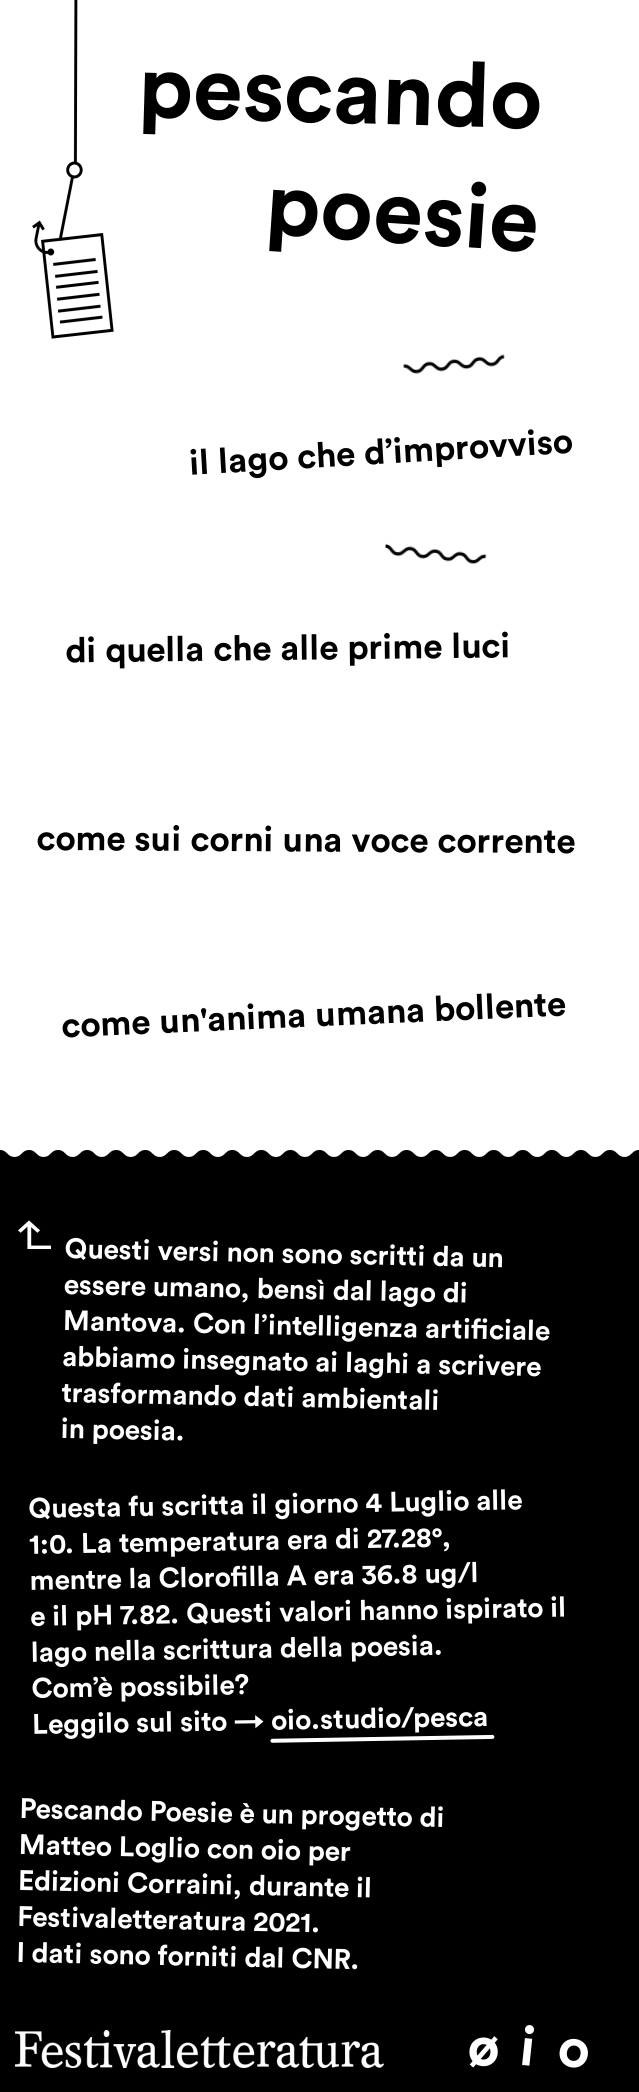 pescando
poesie
il lago che d’improvviso
di quella che alle prime luci
come sui corni una voce corrente
come un'anima umana bollente
Questi versi non sono scritti da un
essere umano, bensì dal lago di
Mantova. Con l’intelligenza artificiale
abbiamo insegnato ai laghi a scrivere
trasformando dati ambientali
in poesia.
Questa fu scritta il giorno 4 Luglio alle
1:0. La temperatura era di 27.28°,
mentre la Clorofilla A era 36.8 ug/l
e il pH 7.82. Questi valori hanno ispirato il
lago nella scrittura della poesia.
Com’è possibile?
Leggilo sul sito → oio.studio/pesca
Pescando Poesie è un progetto di
Matteo Loglio con oio per
Edizioni Corraini, durante il
Festivaletteratura 2021.
I dati sono forniti dal CNR.
Festivaletteratura øio